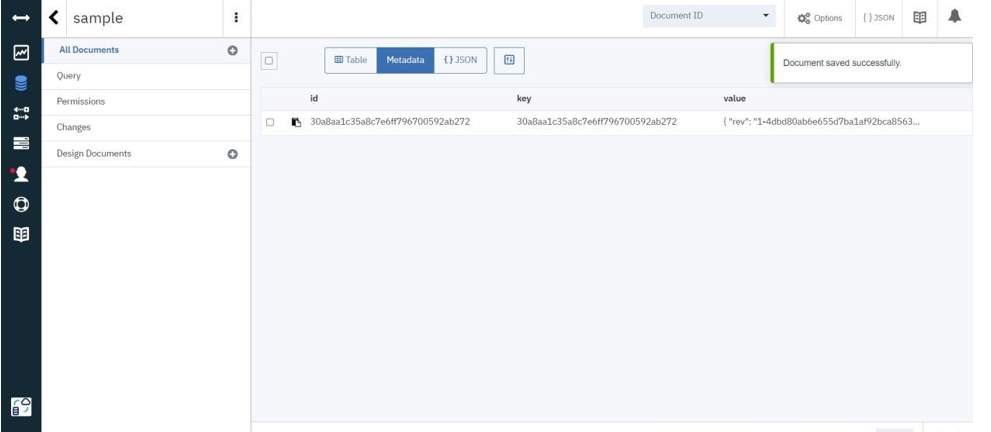 sample
Document ID
Options
{ } JSON
All Documents
Query
Permissions
Changes
Design Documents
Table
Metadata
{ } JSON
Document saved successfully.
id key value
30a8aa1c35a8c7e6ff796700592ab272 30a8aa1c35a8c7e6ff796700592ab272 { "rev": "1-4dbd80ab6e655d7ba1af92bca8563...